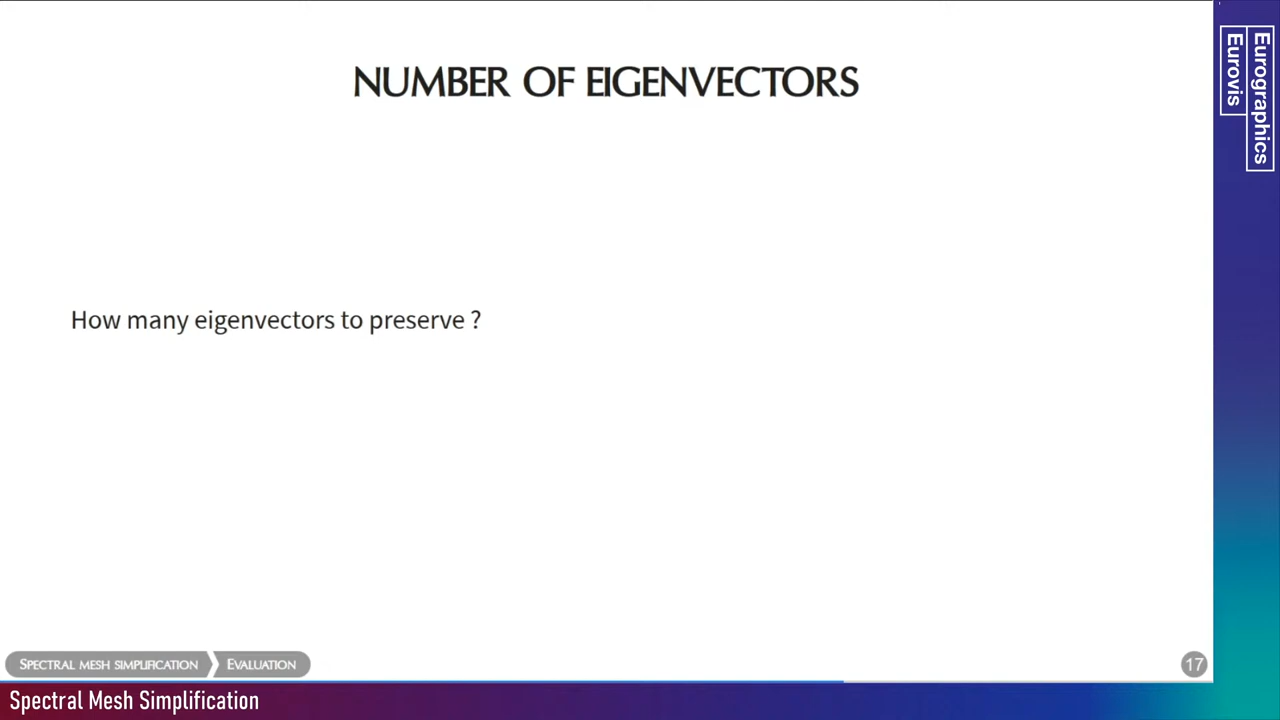 NUMBER OF EIGENVECTORS
How many eigenvectors to preserve ?
SPECTRAL MESH SIMPLIFICATION
EVALUATION
17
Spectral Mesh Simplification
Eurographics
Eurovis